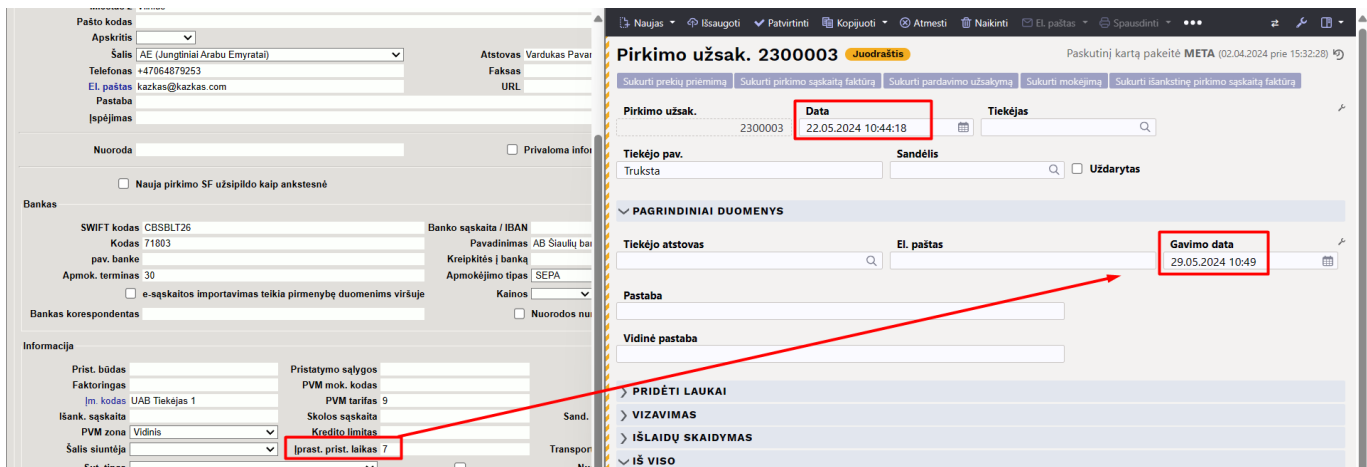 Pašto kodas
Apskritis
Šalis AE (Jungtiniai Arabu Emyratai) Atstovas Vardukas Pavar
Telefonas +47064879253 Faksas
El. paštas kazkas@kazkas.com URL
Pastaba
Įspėjimas
Nuoroda Privaloma infor
Nauja pirkimo SF užsipildo kaip ankstesnė
Bankas
SWIFT kodas CBSBLT26 Banko sąskaita / IBAN
Kodas 71803 Pavadinimas AB Šiaulių ba
pav. banke Kreipkitės į banką
Apmok. terminas 30 Apmokėjimo tipas SEPA
e-sąskaitos importavimas teikia pirmenybę duomenims viršuje Kainos
Bankas korespondentas Nuorodos nu
Informacija
Prist. būdas Pristatymo sąlygos
Faktoringas PVM mok. kodas
Įm. kodas UAB Tiekėjas 1 PVM tarifas 9
Išank. sąskaita Skolos sąskaita Sand.
PVM zona Vidinis Kredito limitas
Šalis siuntėja Įprast. prist. laikas 7 Transpor
Naujas Išsaugoti Patvirtinti Kopijuoti Atmesti Naikinti El. paštas Spausdinti
Pirkimo užsak. 2300003 Juodraštis Paskutinį kartą pakeitė META (02.04.2024 prie 15:32:28)
Sukurti prekių priėmimą Sukurti pirkimo sąskaitą faktūrą Sukurti pardavimo užsakymą Sukurti mokėjimą Sukurti išankstinę pirkimo sąskaitą faktūrą
Pirkimo užsak. Data Tiekėjas
2300003 22.05.2024 10:44:18
Tiekėjo pav. Sandėlis
Truksta Uždarytas
PAGRINDINIAI DUOMENYS
Tiekėjo atstovas El. paštas Gavimo data
29.05.2024 10:49
Pastaba
Vidinė pastaba
PRIDĖTI LAUKAI
VIZAVIMAS
IŠLAIDŲ SKAIDYMAS
IŠ VISO